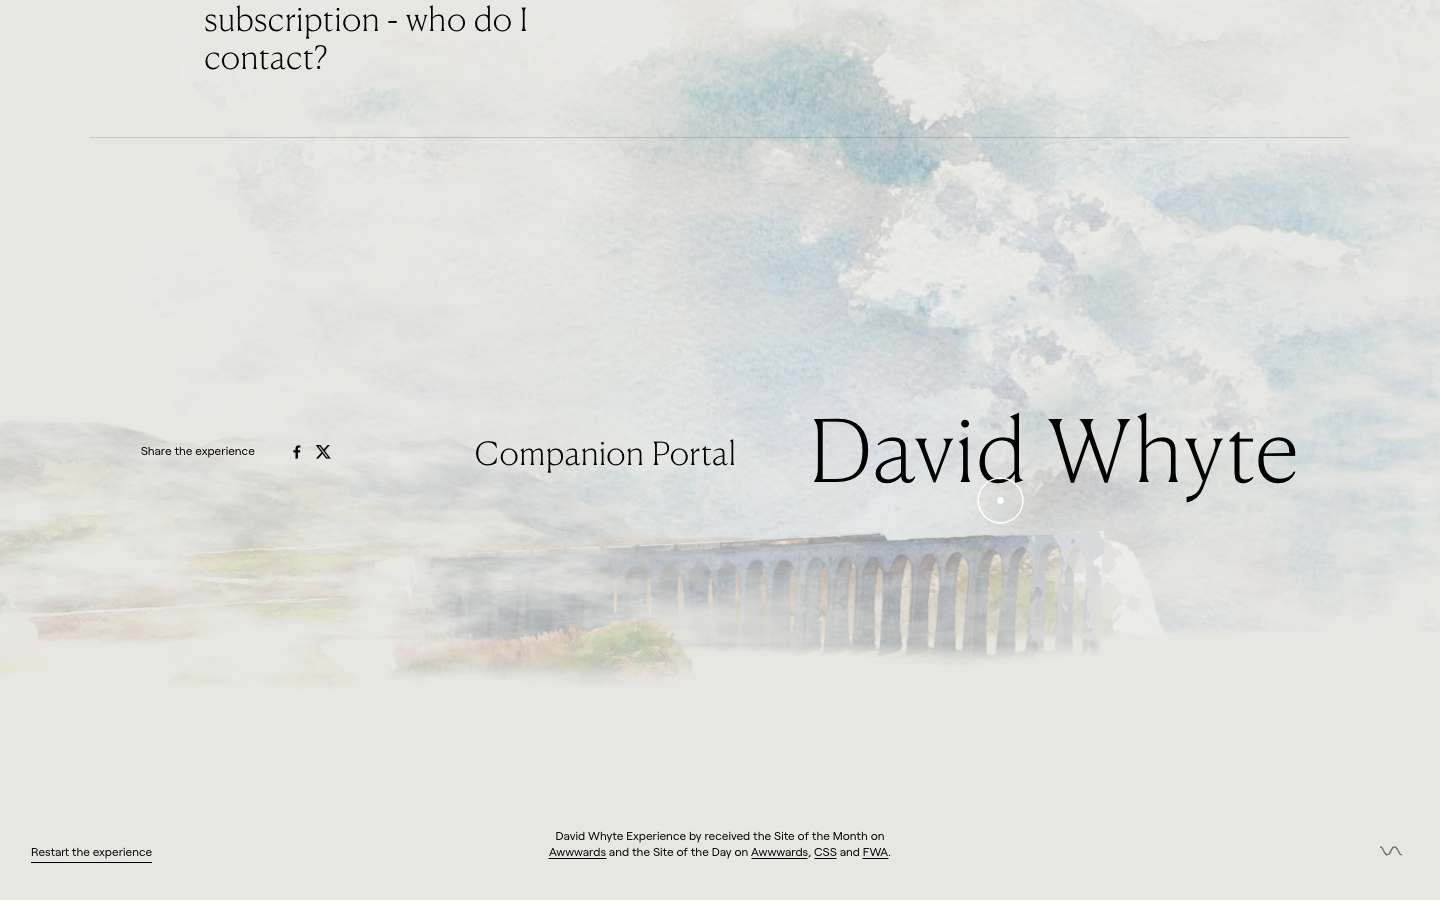 subscription - who do I
contact?
Share the experience
Companion Portal
David Whyte
Restart the experience
David Whyte Experience by received the Site of the Month on
Awwwards and the Site of the Day on Awwwards, CSS and FWA.